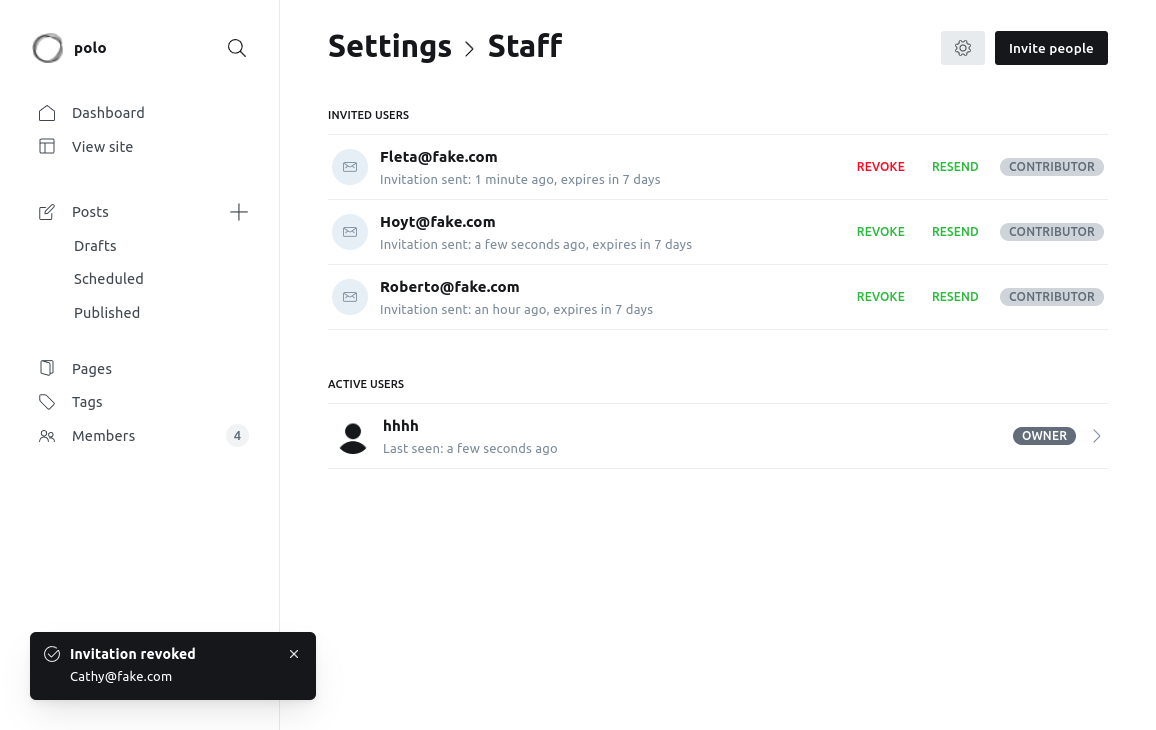 polo
Dashboard
View site
Posts
Drafts
Scheduled
Published
Pages
Tags
Members 4
Settings > Staff
Invite people
INVITED USERS
Fleta@fake.com
Invitation sent: 1 minute ago, expires in 7 days
REVOKE RESEND CONTRIBUTOR
Hoyt@fake.com
Invitation sent: a few seconds ago, expires in 7 days
REVOKE RESEND CONTRIBUTOR
Roberto@fake.com
Invitation sent: an hour ago, expires in 7 days
REVOKE RESEND CONTRIBUTOR
ACTIVE USERS
hhhh
Last seen: a few seconds ago
OWNER
Invitation revoked
Cathy@fake.com